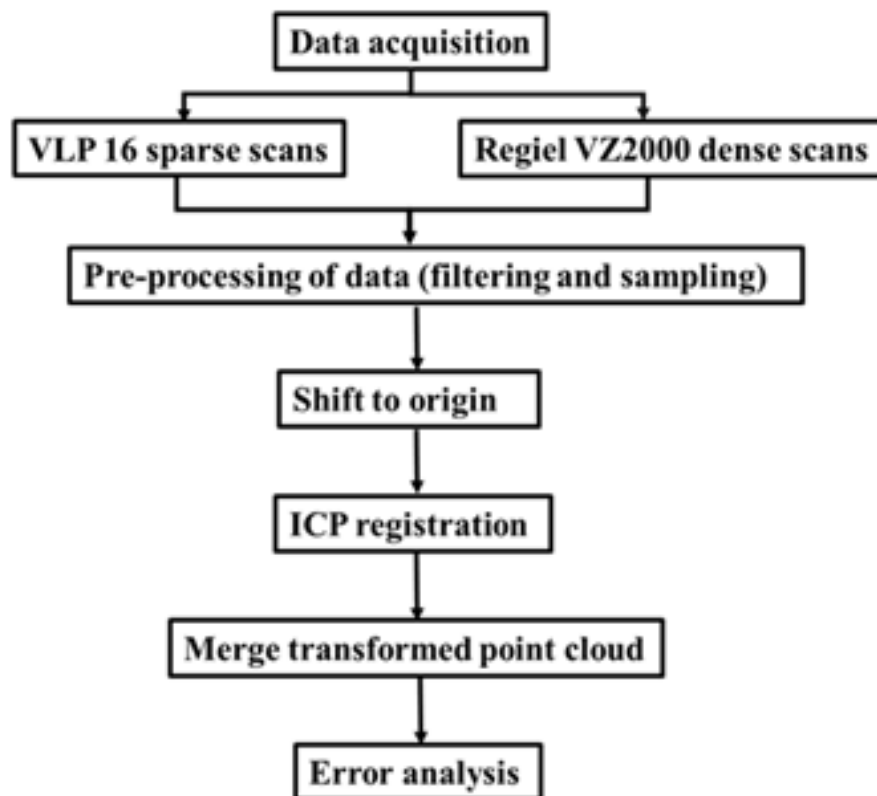 Data acquisition
VLP 16 sparse scans
Regiel VZ2000 dense scans
Pre-processing of data (filtering and sampling)
Shift to origin
ICP registration
Merge transformed point cloud
Error analysis